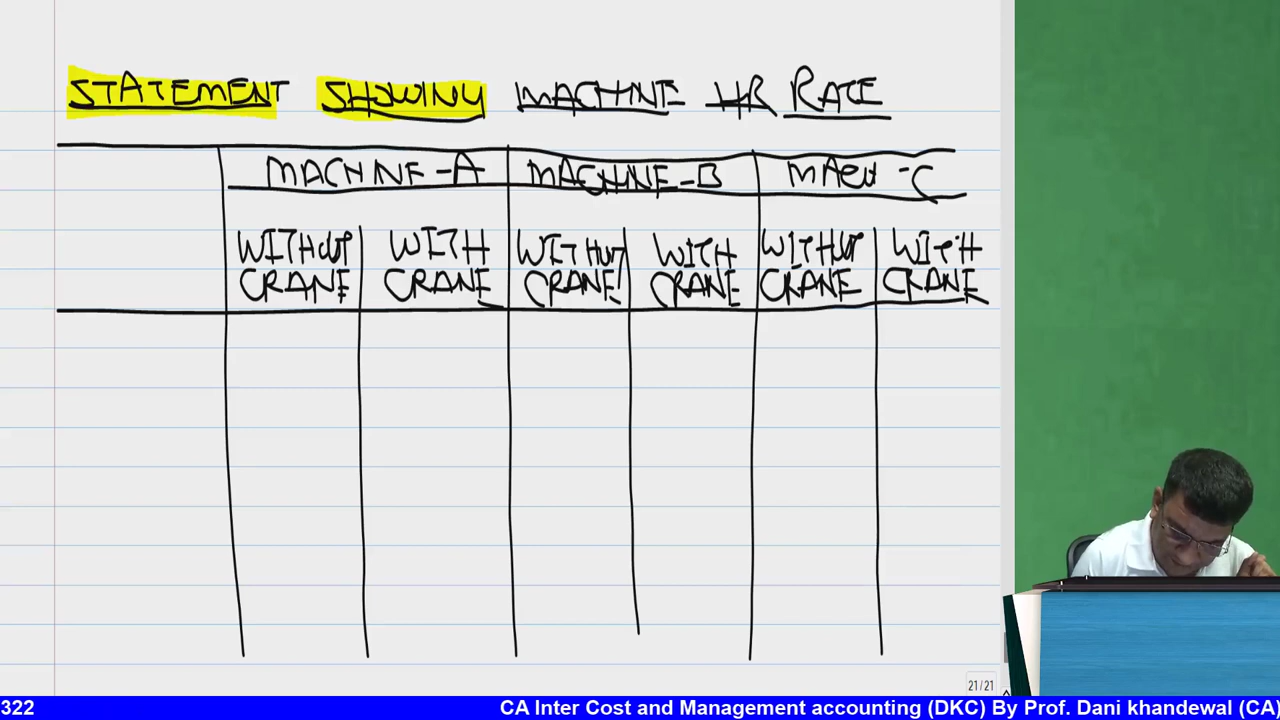 STATEMENT SHOWING MACHINE HR RATE
MACHINE-A MACHINE-B MACH-C
WITHOUT CRANE WITH CRANE WITHOUT CRANE WITH CRANE WITHOUT CRANE WITH CRANE
21/21
322 CA Inter Cost and Management accounting (DKC) By Prof. Dani khandewal (CA)